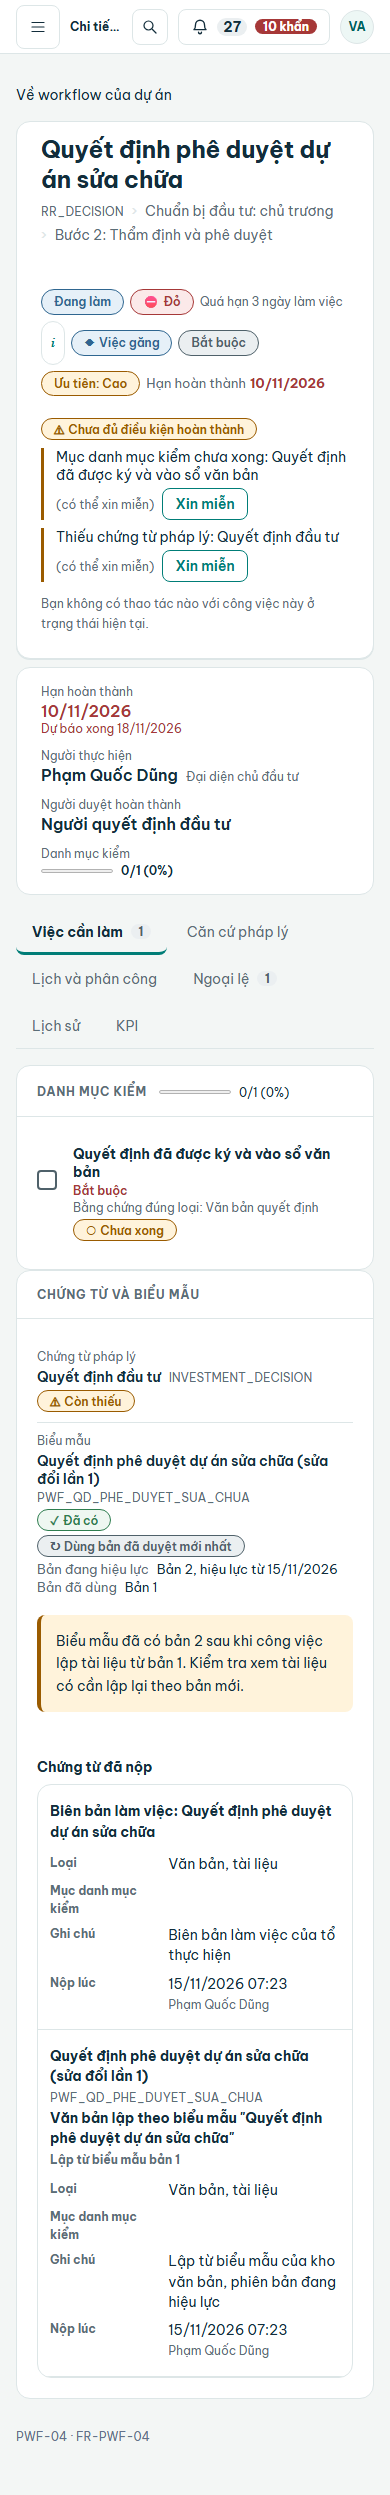 Chi tiế...
27
10 khẩn
VA
Về workflow của dự án
Quyết định phê duyệt dự
án sửa chữa
RR_DECISION › Chuẩn bị đầu tư: chủ trương
› Bước 2: Thẩm định và phê duyệt
Đang làm
⛔ Đỏ
Quá hạn 3 ngày làm việc
i
◆ Việc găng
Bắt buộc
Ưu tiên: Cao
Hạn hoàn thành 10/11/2026
⚠ Chưa đủ điều kiện hoàn thành
Mục danh mục kiểm chưa xong: Quyết định
đã được ký và vào sổ văn bản
(có thể xin miễn) Xin miễn
Thiếu chứng từ pháp lý: Quyết định đầu tư
(có thể xin miễn) Xin miễn
Bạn không có thao tác nào với công việc này ở
trạng thái hiện tại.
Hạn hoàn thành
10/11/2026
Dự báo xong 18/11/2026
Người thực hiện
Phạm Quốc Dũng Đại diện chủ đầu tư
Người duyệt hoàn thành
Người quyết định đầu tư
Danh mục kiểm
0/1 (0%)
Việc cần làm 1
Căn cứ pháp lý
Lịch và phân công
Ngoại lệ 1
Lịch sử
KPI
DANH MỤC KIỂM 0/1 (0%)
Quyết định đã được ký và vào sổ văn
bản
Bắt buộc
Bằng chứng đúng loại: Văn bản quyết định
○ Chưa xong
CHỨNG TỪ VÀ BIỂU MẪU
Chứng từ pháp lý
Quyết định đầu tư INVESTMENT_DECISION
⚠ Còn thiếu
Biểu mẫu
Quyết định phê duyệt dự án sửa chữa (sửa
đổi lần 1)
PWF_QD_PHE_DUYET_SUA_CHUA
✓ Đã có
↻ Dùng bản đã duyệt mới nhất
Bản đang hiệu lực Bản 2, hiệu lực từ 15/11/2026
Bản đã dùng Bản 1
Biểu mẫu đã có bản 2 sau khi công việc
lập tài liệu từ bản 1. Kiểm tra xem tài liệu
có cần lập lại theo bản mới.
Chứng từ đã nộp
Biên bản làm việc: Quyết định phê duyệt
dự án sửa chữa
Loại Văn bản, tài liệu
Mục danh mục
kiểm
Ghi chú Biên bản làm việc của tổ
thực hiện
Nộp lúc 15/11/2026 07:23
Phạm Quốc Dũng
Quyết định phê duyệt dự án sửa chữa
(sửa đổi lần 1)
PWF_QD_PHE_DUYET_SUA_CHUA
Văn bản lập theo biểu mẫu "Quyết định
phê duyệt dự án sửa chữa"
Lập từ biểu mẫu bản 1
Loại Văn bản, tài liệu
Mục danh mục
kiểm
Ghi chú Lập từ biểu mẫu của kho
văn bản, phiên bản đang
hiệu lực
Nộp lúc 15/11/2026 07:23
Phạm Quốc Dũng
PWF-04 · FR-PWF-04